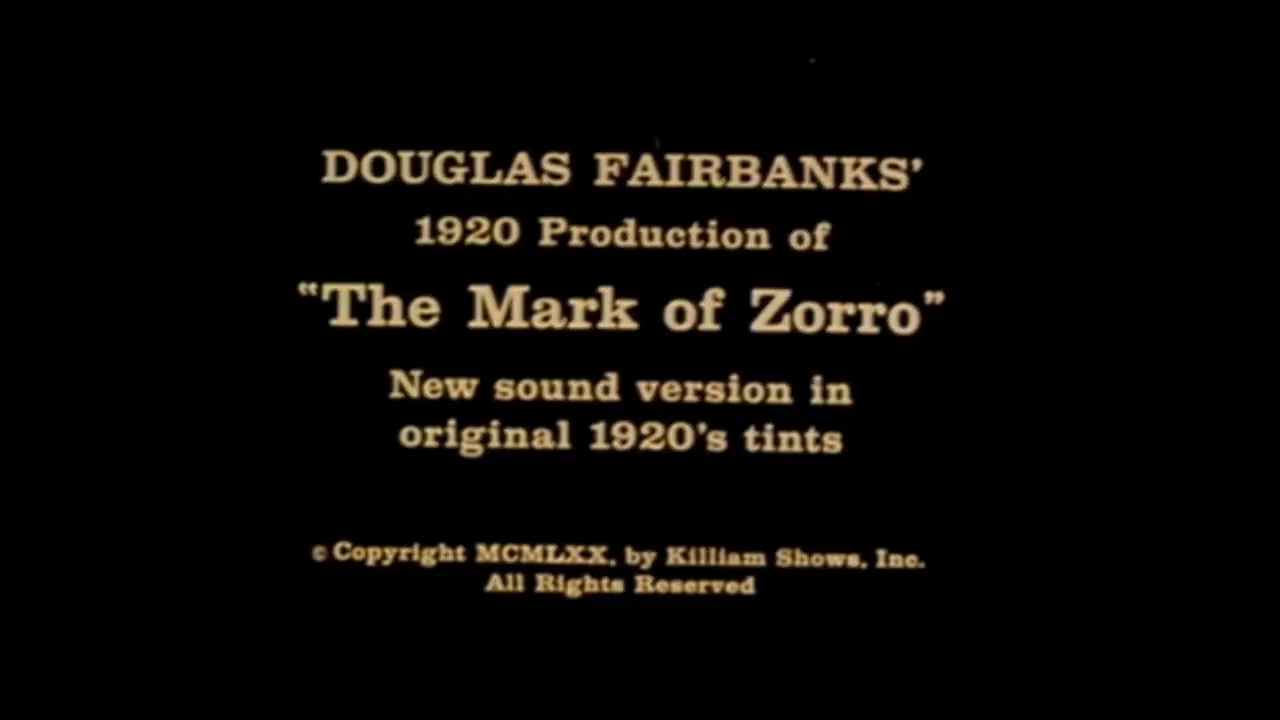 DOUGLAS FAIRBANKS'
1920 Production of
"The Mark of Zorro"
New sound version in
original 1920's tints
© Copyright MCMLXX, by Killiam Shows, Inc.
All Rights Reserved